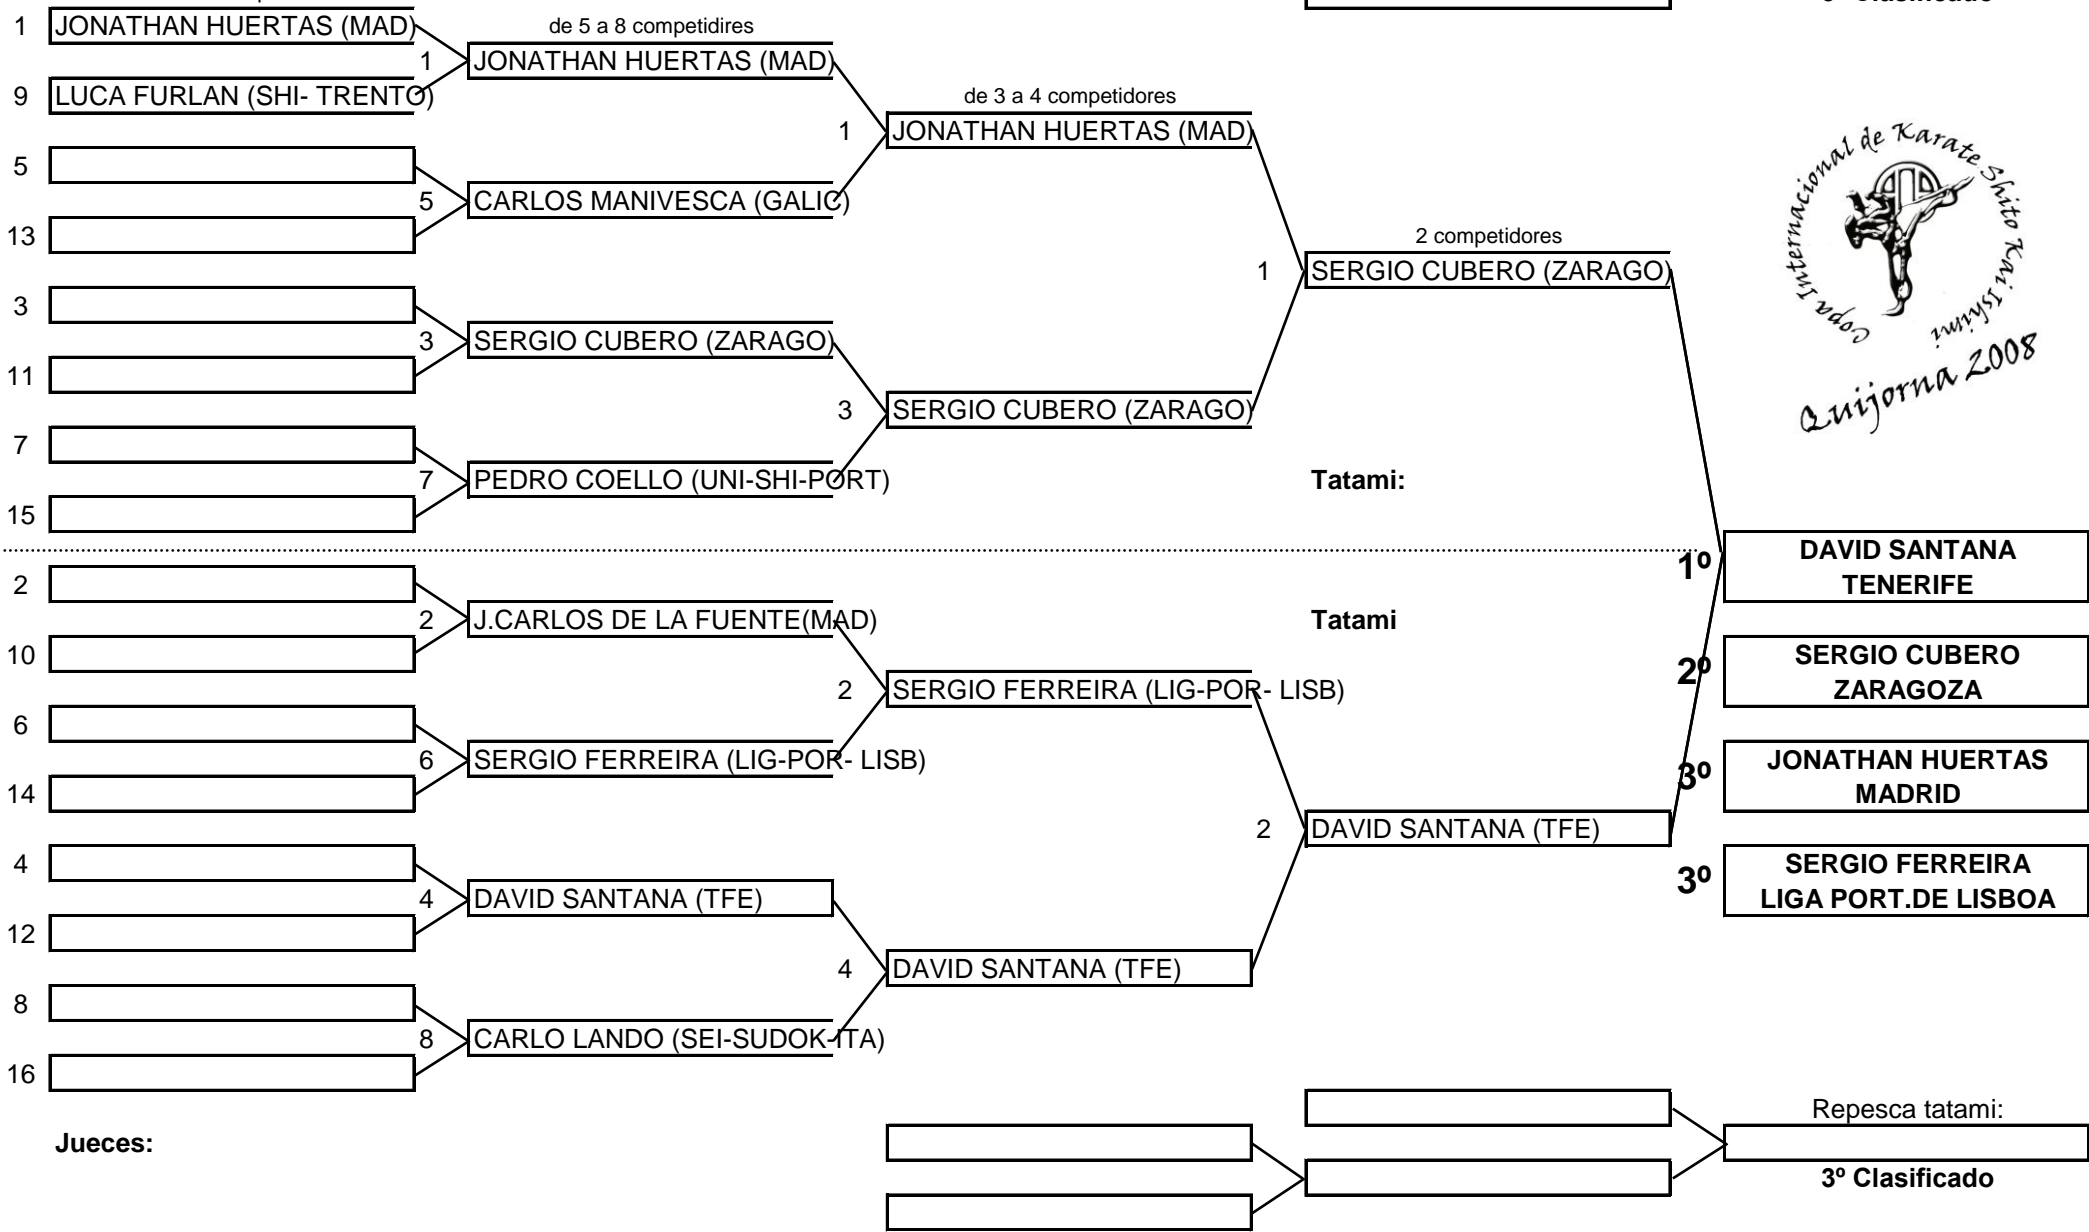 3º Clasificado
1 JONATHAN HUERTAS (MAD)
de 5 a 8 competidires
1 JONATHAN HUERTAS (MAD)
9 LUCA FURLAN (SHI- TRENTO)
de 3 a 4 competidores
1 JONATHAN HUERTAS (MAD)
5
5 CARLOS MANIVESCA (GALIC)
13
2 competidores
1 SERGIO CUBERO (ZARAGO)
Copa Internacional de Karate Shito Kai Ishimi
Quijorna 2008
3
3 SERGIO CUBERO (ZARAGO)
11
3 SERGIO CUBERO (ZARAGO)
7
7 PEDRO COELLO (UNI-SHI-PORT)
Tatami:
15
1º DAVID SANTANA
TENERIFE
2
2 J.CARLOS DE LA FUENTE(MAD)
Tatami
10
2º SERGIO CUBERO
ZARAGOZA
2 SERGIO FERREIRA (LIG-POR- LISB)
6
6 SERGIO FERREIRA (LIG-POR- LISB)
3º JONATHAN HUERTAS
MADRID
14
2 DAVID SANTANA (TFE)
4
4 DAVID SANTANA (TFE)
3º SERGIO FERREIRA
LIGA PORT.DE LISBOA
12
4 DAVID SANTANA (TFE)
8
8 CARLO LANDO (SEI-SUDOK-ITA)
16
Repesca tatami:
Jueces:
3º Clasificado